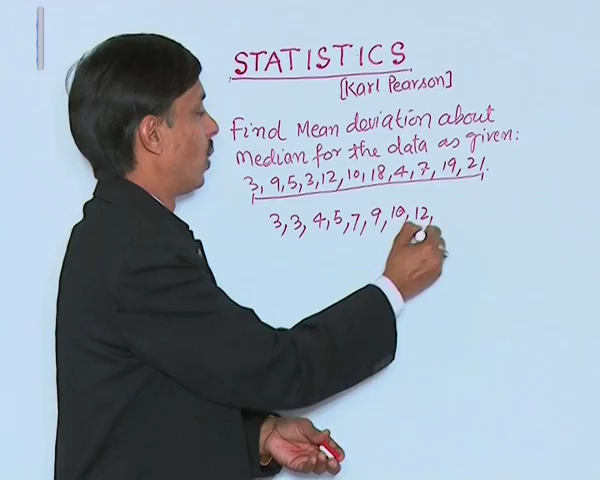 STATISTICS
[Karl Pearson]
Find Mean deviation about
median for the data as given:
3, 9, 5, 3, 12, 10, 18, 4, 7, 19, 21.
3, 3, 4, 5, 7, 9, 10, 12,